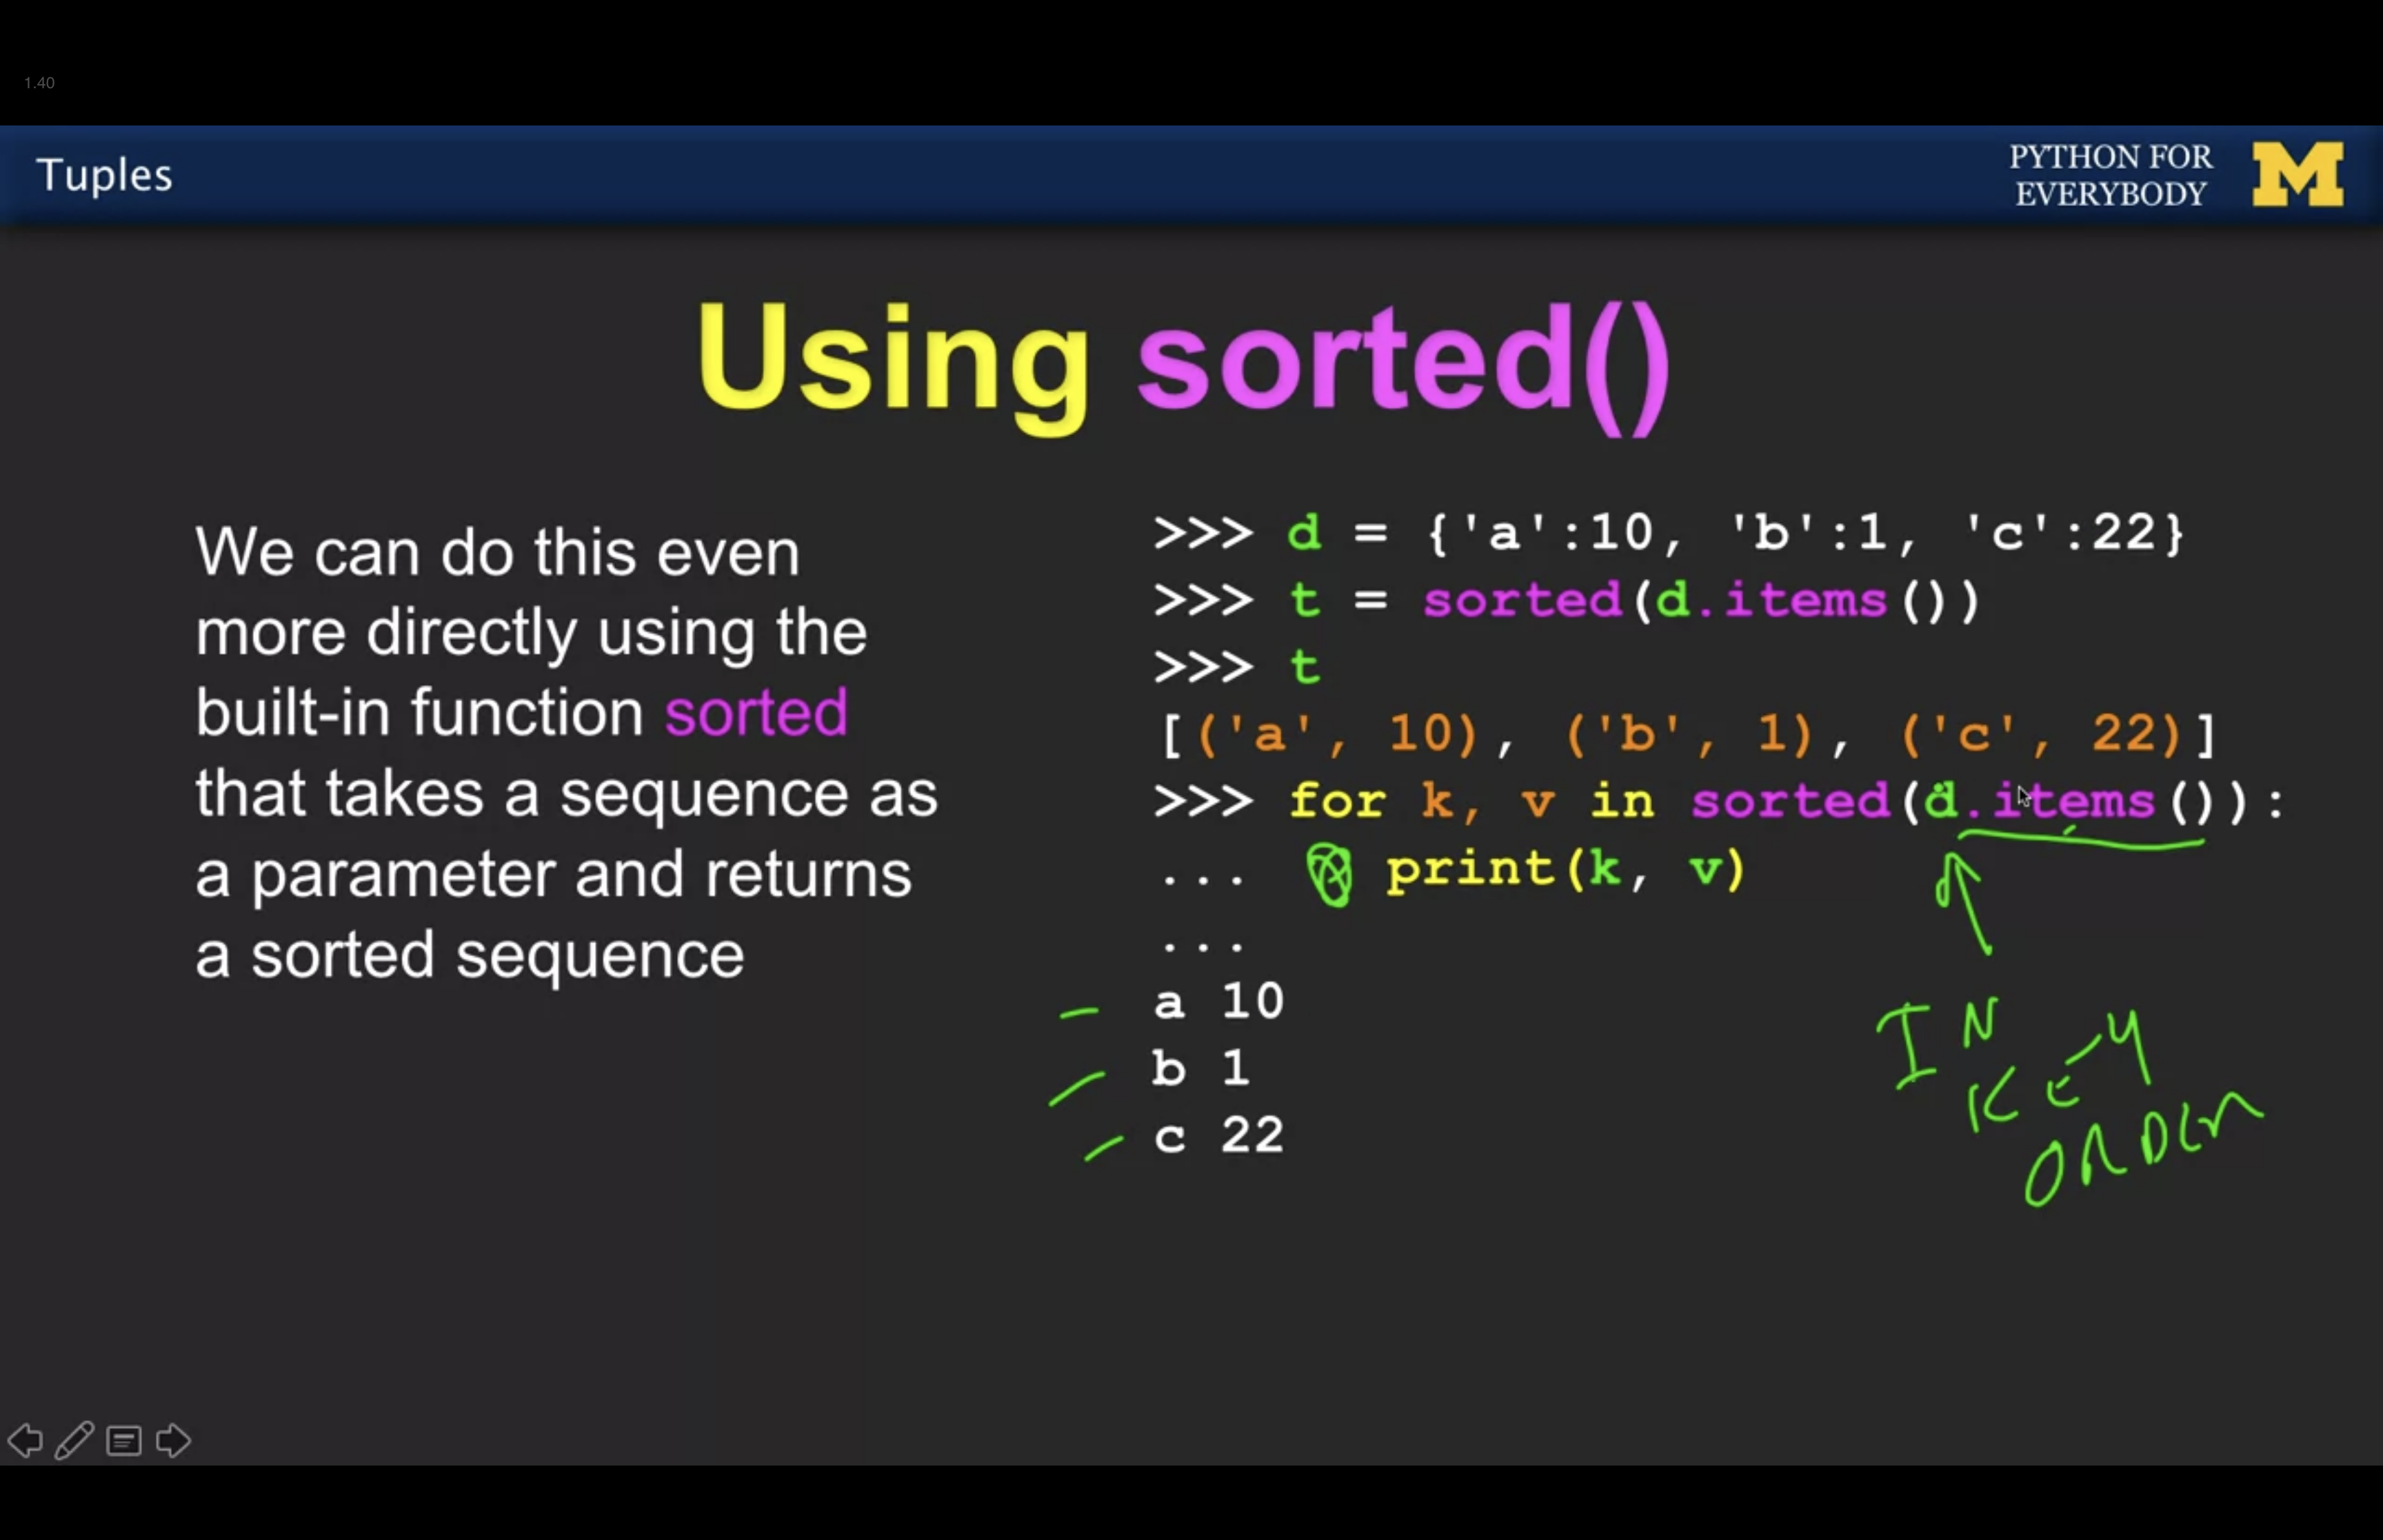 1.40
Tuples
PYTHON FOR
EVERYBODY
M
Using sorted()
We can do this even
more directly using the
built-in function sorted
that takes a sequence as
a parameter and returns
a sorted sequence
>>> d = {'a':10, 'b':1, 'c':22}
>>> t = sorted(d.items())
>>> t
[('a', 10), ('b', 1), ('c', 22)]
>>> for k, v in sorted(d.items()):
... print(k, v)
...
a 10
b 1
c 22
IN
KEY
ORDER